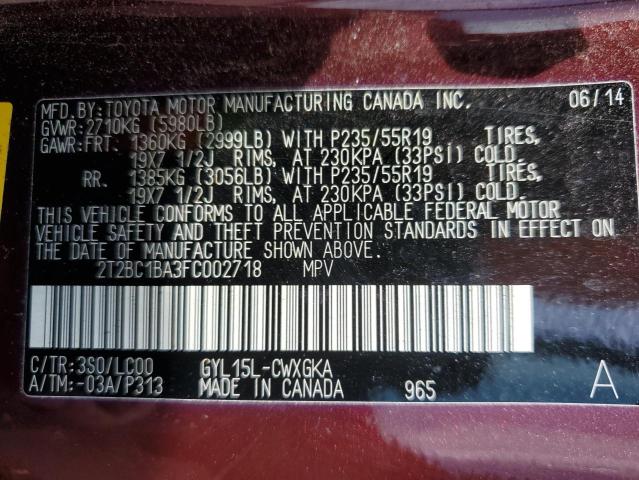 MFD. BY: TOYOTA MOTOR MANUFACTURING CANADA INC. 06/14
GVWR: 2710KG (5980LB)
GAWR: FRT. 1360KG (2999LB) WITH P235/55R19 TIRES,
19X7 1/2J RIMS, AT 230KPA (33PSI) COLD.
RR. 1385KG (3056LB) WITH P235/55R19 TIRES,
19X7 1/2J RIMS, AT 230KPA (33PSI) COLD.
THIS VEHICLE CONFORMS TO ALL APPLICABLE FEDERAL MOTOR
VEHICLE SAFETY AND THEFT PREVENTION STANDARDS IN EFFECT ON
THE DATE OF MANUFACTURE SHOWN ABOVE.
2T2BC1BA3FC002718 MPV
C/TR: 3S0/LC00 GYL15L-CWXGKA
A/TM: -03A/P313 MADE IN CANADA 965 A